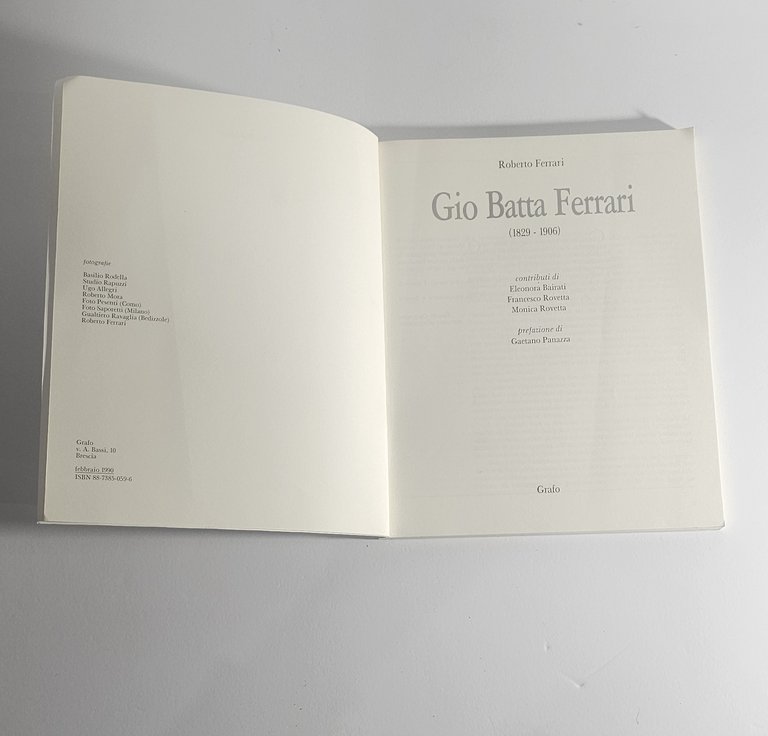 fotografie
Basilio Rodella
Studio Rapuzzi
Ugo Allegri
Roberto Mora
Foto Pesenti (Como)
Foto Saporetti (Milano)
Gualtiero Ravaglia (Bedizzole)
Roberto Ferrari
Grafo
v. A. Bassi, 10
Brescia
febbraio 1990
ISBN 88-7385-059-6
Roberto Ferrari
Gio Batta Ferrari
(1829 - 1906)
contributi di
Eleonora Bairati
Francesco Rovetta
Monica Rovetta
prefazione di
Gaetano Panazza
Grafo